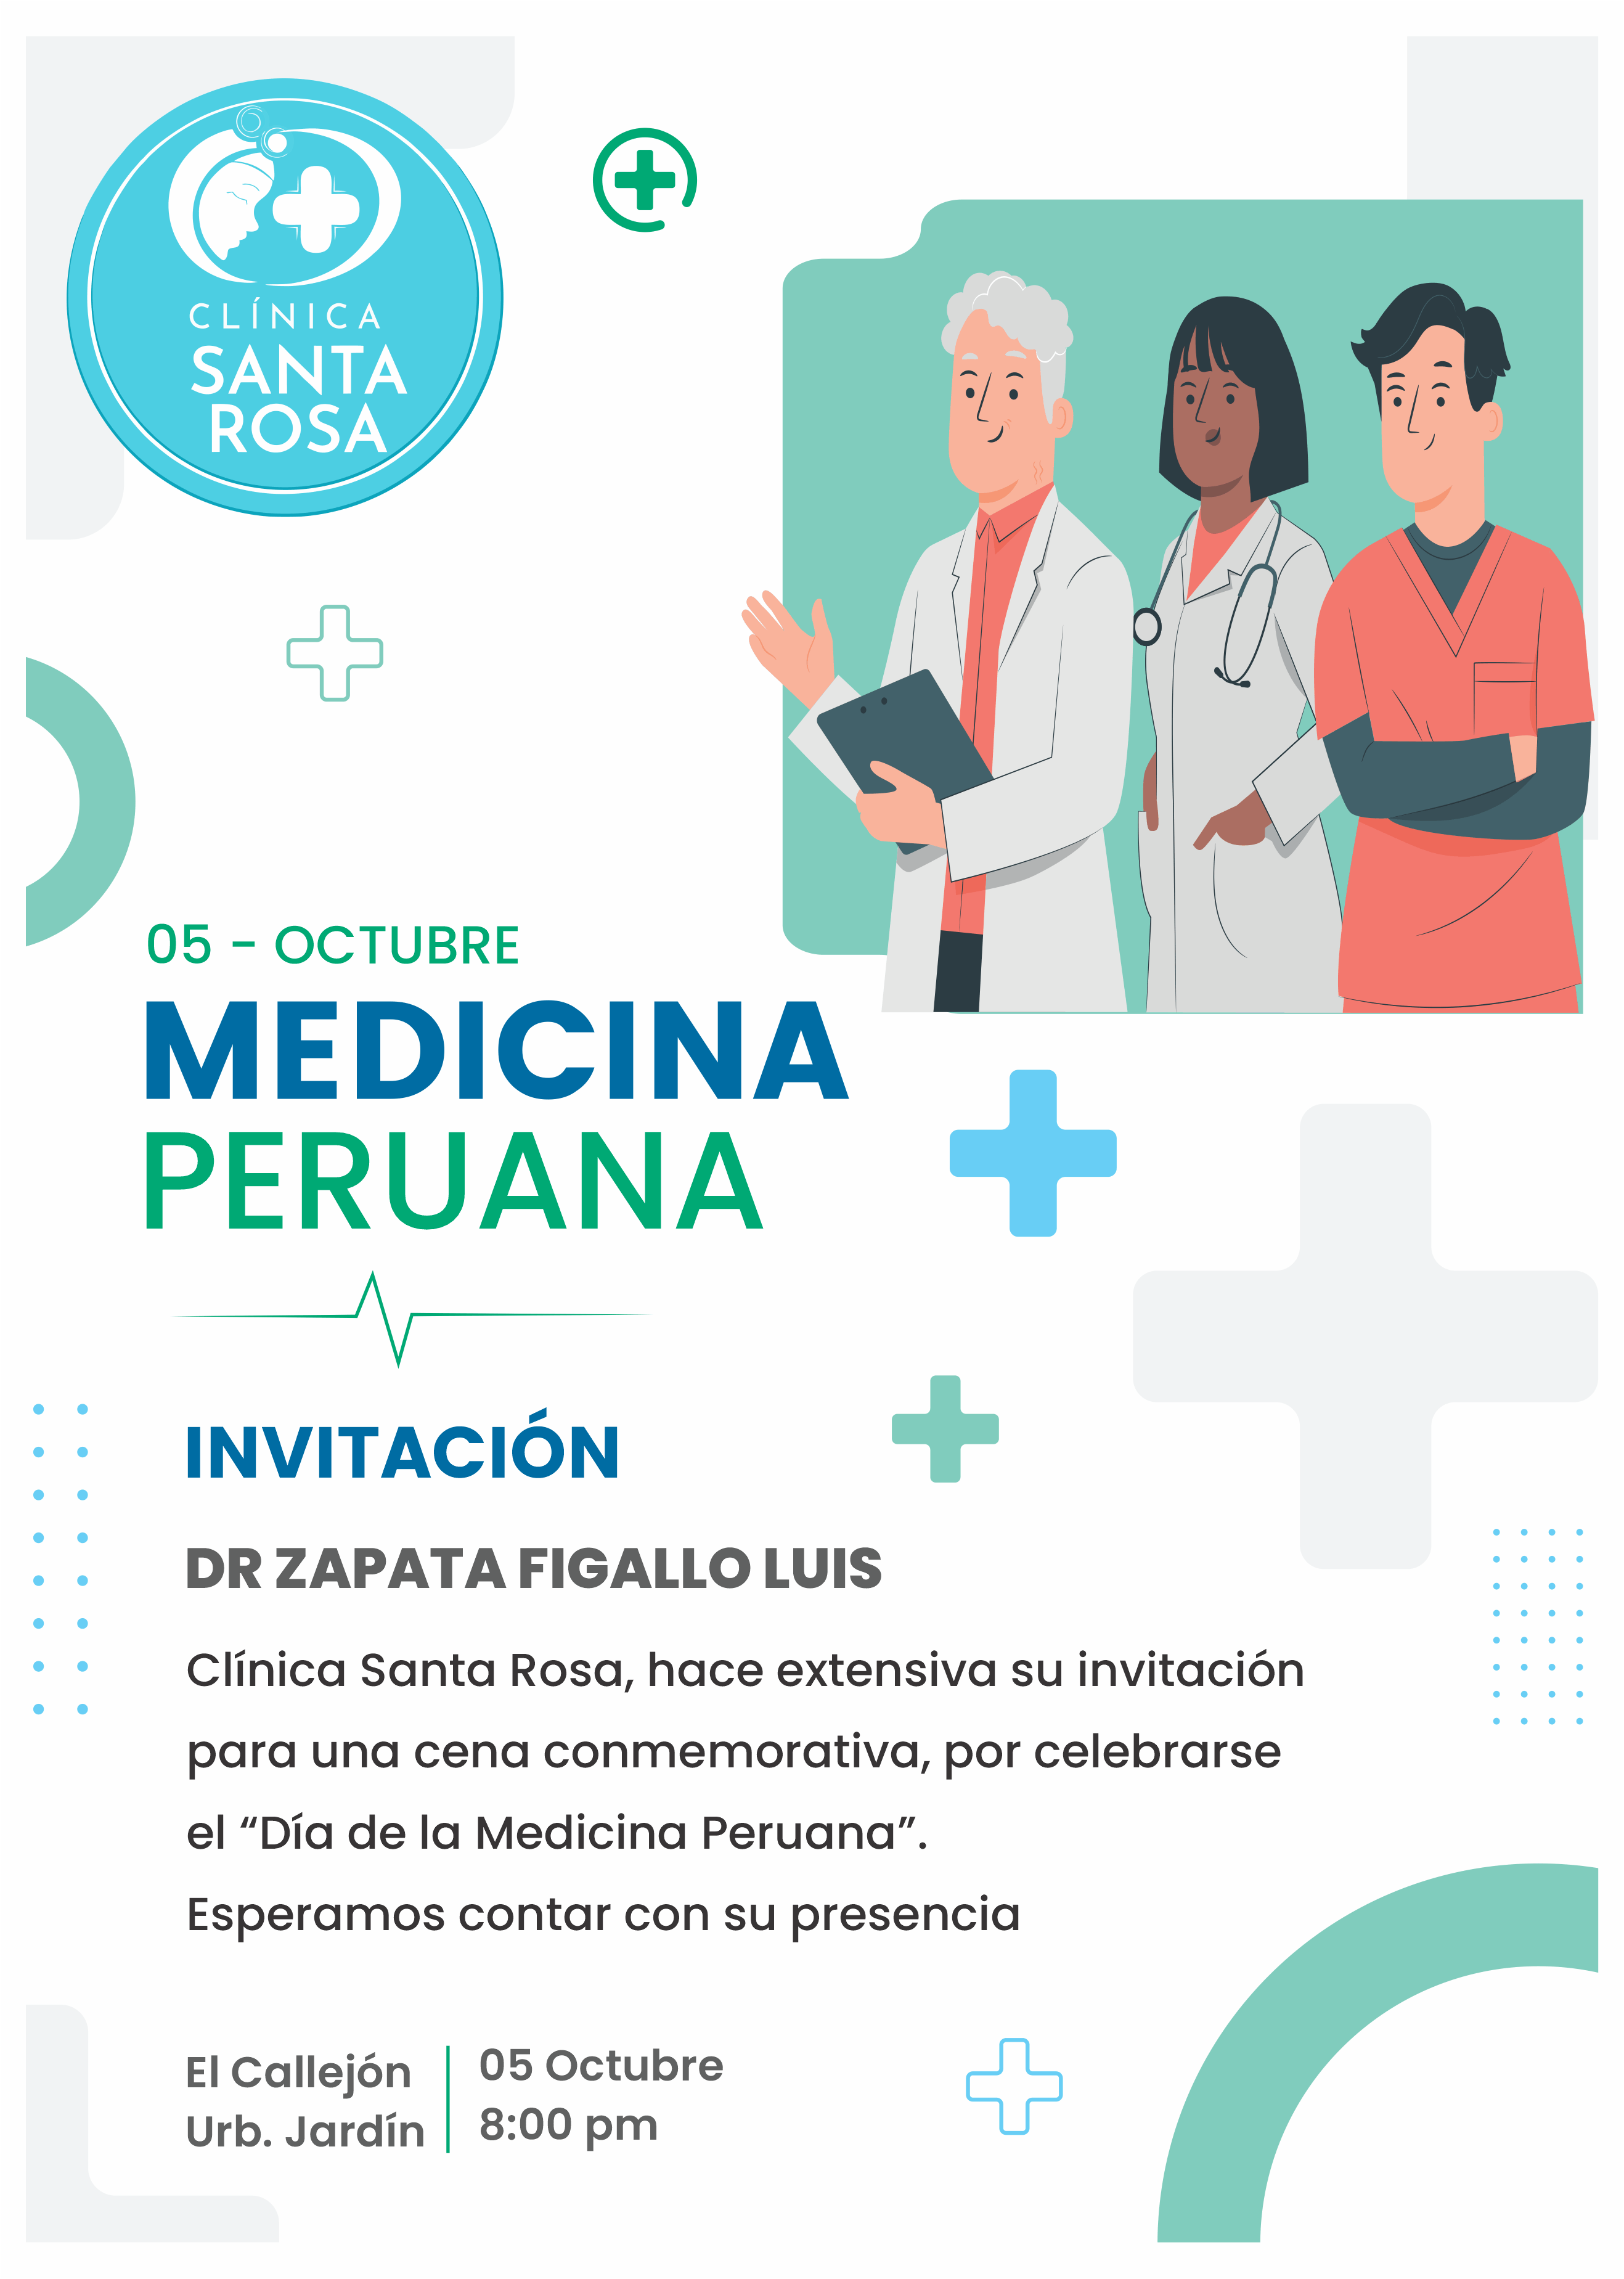 CLÍNICA
SANTA
ROSA
05 - OCTUBRE
MEDICINA
PERUANA
INVITACIÓN
DR ZAPATA FIGALLO LUIS
Clínica Santa Rosa, hace extensiva su invitación
para una cena conmemorativa, por celebrarse
el “Día de la Medicina Peruana”.
Esperamos contar con su presencia
El Callejón
Urb. Jardín
05 Octubre
8:00 pm